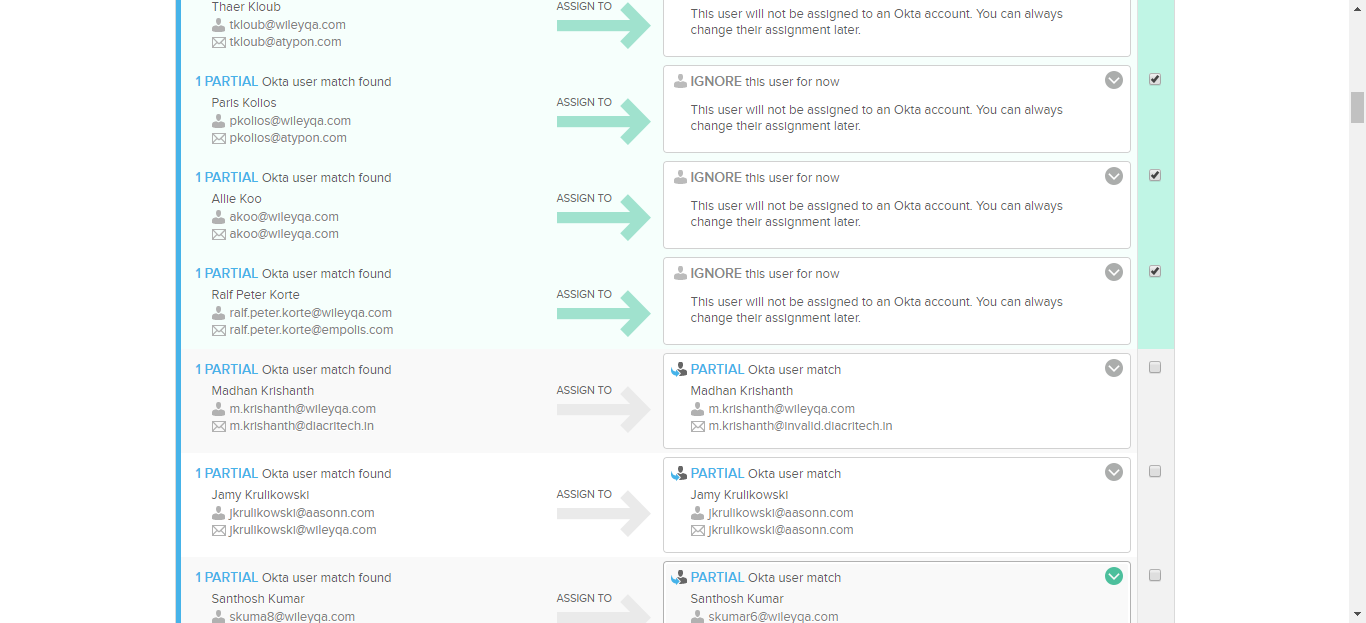 Thaer Kloub
tkloub@wileyqa.com
tkloub@atypon.com
ASSIGN TO
This user will not be assigned to an Okta account. You can always
change their assignment later.
1 PARTIAL Okta user match found
Paris Kolios
pkolios@wileyqa.com
pkolios@atypon.com
ASSIGN TO
IGNORE this user for now
This user will not be assigned to an Okta account. You can always
change their assignment later.
1 PARTIAL Okta user match found
Allie Koo
akoo@wileyqa.com
akoo@wileyqa.com
ASSIGN TO
IGNORE this user for now
This user will not be assigned to an Okta account. You can always
change their assignment later.
1 PARTIAL Okta user match found
Ralf Peter Korte
ralf.peter.korte@wileyqa.com
ralf.peter.korte@empolis.com
ASSIGN TO
IGNORE this user for now
This user will not be assigned to an Okta account. You can always
change their assignment later.
1 PARTIAL Okta user match found
Madhan Krishanth
m.krishanth@wileyqa.com
m.krishanth@diacritech.in
ASSIGN TO
PARTIAL Okta user match
Madhan Krishanth
m.krishanth@wileyqa.com
m.krishanth@invalid.diacritech.in
1 PARTIAL Okta user match found
Jamy Krulikowski
jkrulikowski@aasonn.com
jkrulikowski@wileyqa.com
ASSIGN TO
PARTIAL Okta user match
Jamy Krulikowski
jkrulikowski@aasonn.com
jkrulikowski@aasonn.com
1 PARTIAL Okta user match found
Santhosh Kumar
skuma8@wileyqa.com
ASSIGN TO
PARTIAL Okta user match
Santhosh Kumar
skumar6@wileyqa.com